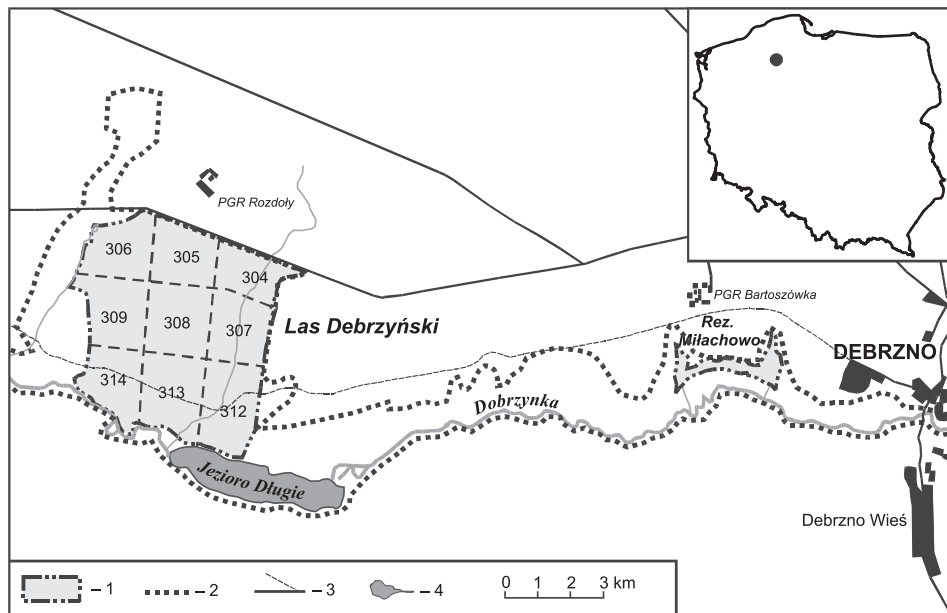 PGR Rozdoły
306
305
304
309
308
307
314
313
312
Las Debrzyński
PGR Bartoszówka
Rez.
Miłachowo
DEBRZNO
Dobrzynka
Jezioro Długie
Debrzno Wieś
– 1
– 2
– 3
– 4
0 1 2 3 km